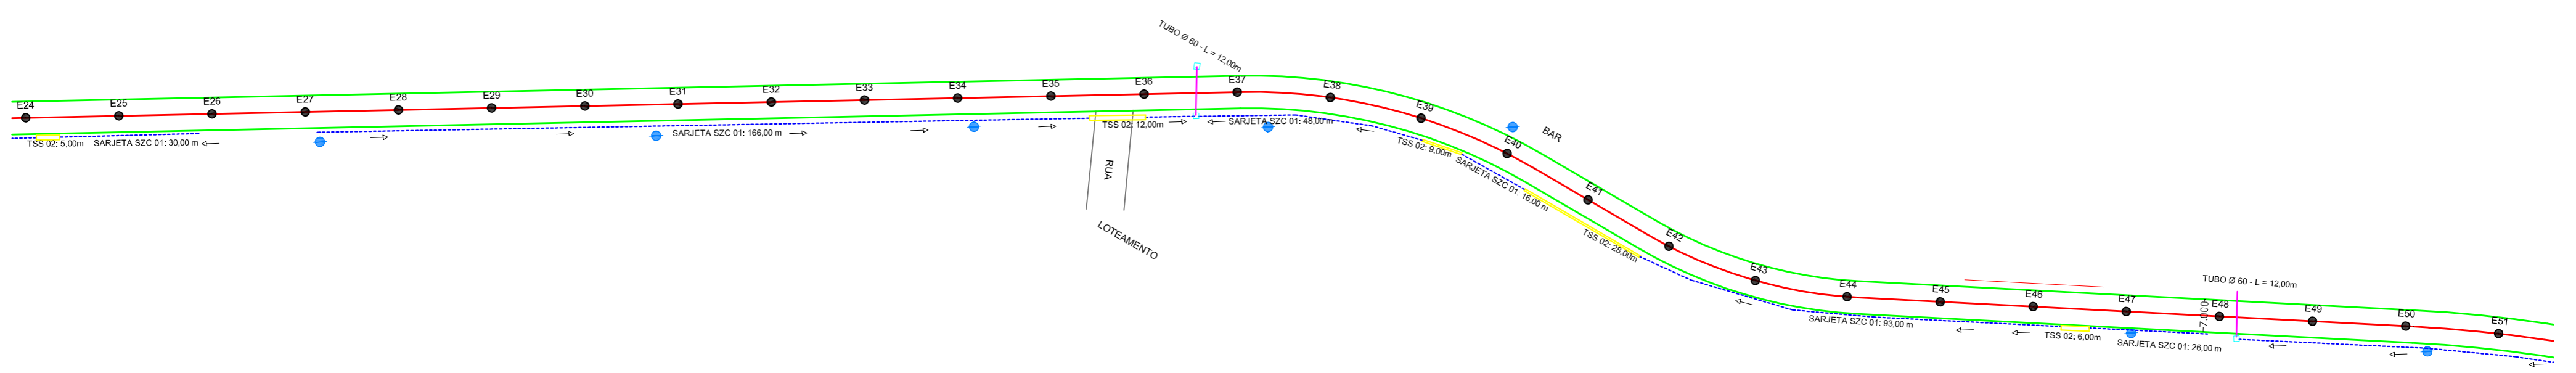 TUBO Ø 60 - L = 12,00m
E24
E25
E26
E27
E28
E29
E30
E31
E32
E33
E34
E35
E36
E37
E38
E39
E40
E41
E42
E43
E44
E45
E46
E47
E48
E49
E50
E51
BAR
TSS 02: 5,00m
SARJETA SZC 01: 30,00 m
SARJETA SZC 01: 166,00 m
TSS 02: 12,00m
SARJETA SZC 01: 48,00 m
TSS 02: 9,00m
SARJETA SZC 01: 16,00 m
TSS 02: 28,00m
RUA
LOTEAMENTO
SARJETA SZC 01: 93,00 m
TSS 02: 6,00m
SARJETA SZC 01: 26,00 m
TUBO Ø 60 - L = 12,00m